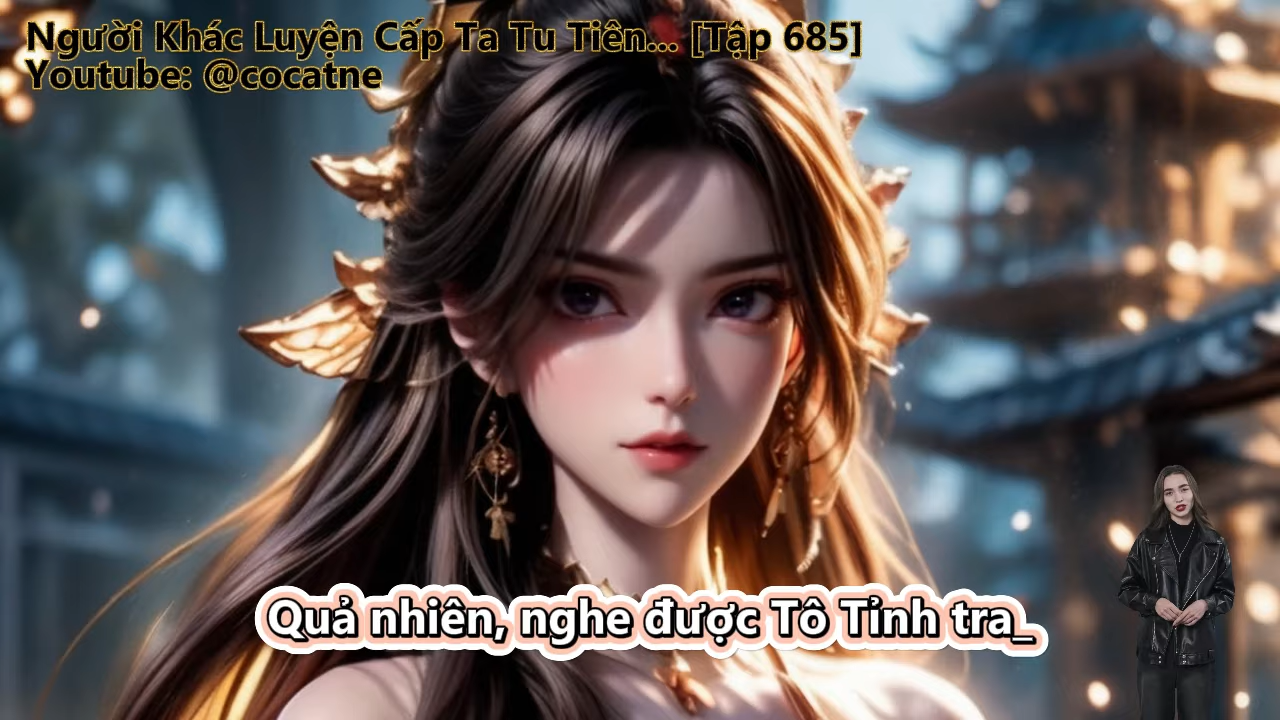 Người Khác Luyện Cấp Ta Tu Tiên... [Tập 685]
Youtube: @cocatne
Quả nhiên, nghe được Tô Tỉnh tra_